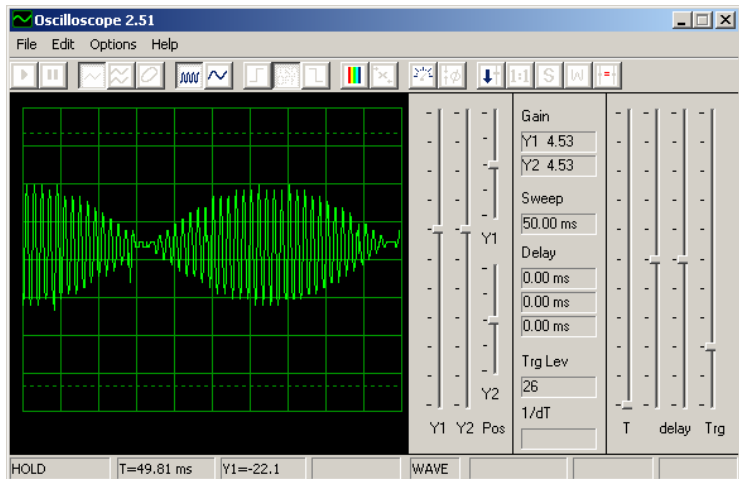 Oscilloscope 2.51
File Edit Options Help
1:1 S W
Gain
Y1 4.53
Y2 4.53
Sweep
50.00 ms
Y1
Delay
0.00 ms
0.00 ms
0.00 ms
Trg Lev
26
Y2
1/dT
Y1 Y2 Pos
T delay Trg
HOLD T=49.81 ms Y1=-22.1 WAVE